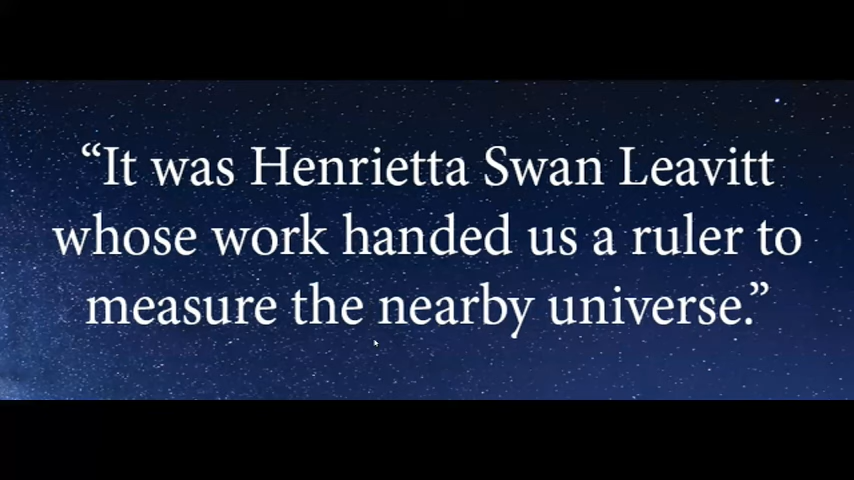 “It was Henrietta Swan Leavitt
whose work handed us a ruler to
measure the nearby universe.”